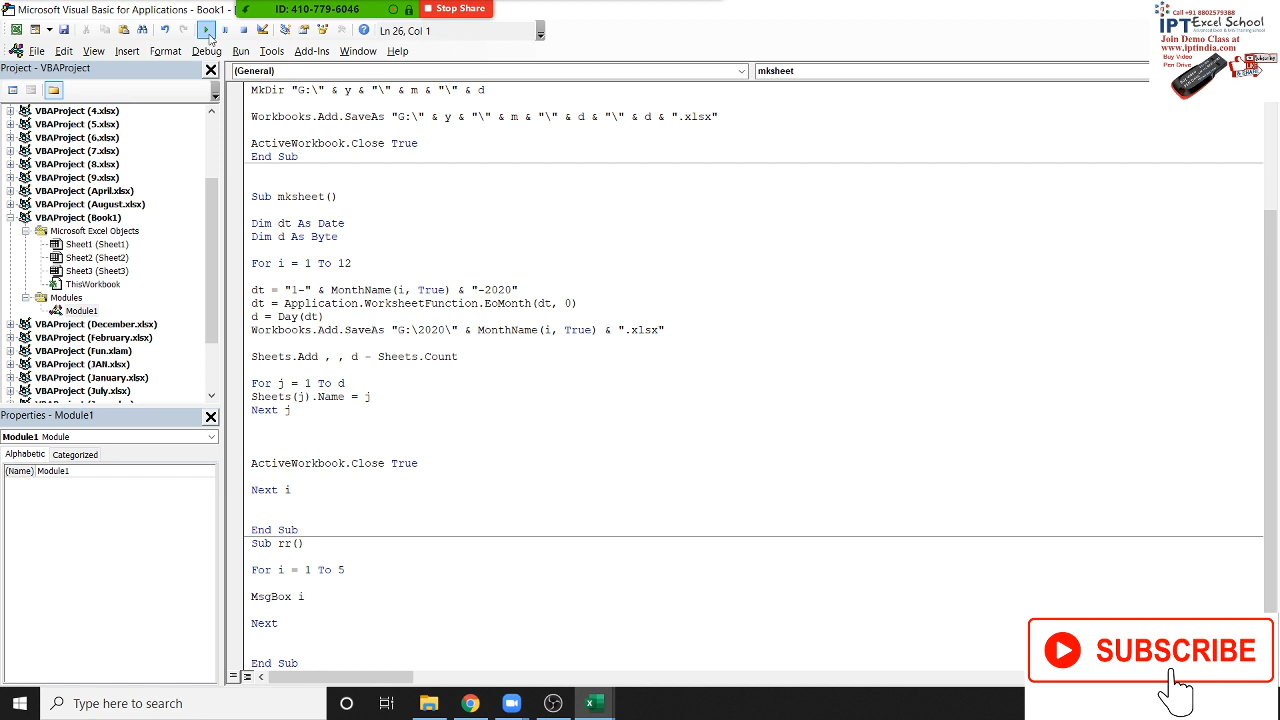 Microsoft Visual Basic for Applications - Book1 -
ID: 410-779-6046
Stop Share
Call +91 8802579388
IPT Excel School
Join Demo Class at
www.iptindia.com
Buy Video
Pen Drive
Ln 26, Col 1
File Edit View Insert Format Debug Run Tools Add-Ins Window Help
Project - VBAProject
(General)
mksheet
VBAProject (4.xlsx)
VBAProject (5.xlsx)
VBAProject (6.xlsx)
VBAProject (7.xlsx)
VBAProject (8.xlsx)
VBAProject (9.xlsx)
VBAProject (April.xlsx)
VBAProject (August.xlsx)
VBAProject (Book1)
Microsoft Excel Objects
Sheet1 (Sheet1)
Sheet2 (Sheet2)
Sheet3 (Sheet3)
ThisWorkbook
Modules
Module1
VBAProject (December.xlsx)
VBAProject (February.xlsx)
VBAProject (Fun.xlam)
VBAProject (JAN.xlsx)
VBAProject (January.xlsx)
VBAProject (July.xlsx)
Properties - Module1
Module1 Module
Alphabetic Categorized
(Name) Module1
MkDir "G:\" & y & "\" & m & "\" & d
Workbooks.Add.SaveAs "G:\" & y & "\" & m & "\" & d & "\" & d & ".xlsx"
ActiveWorkbook.Close True
End Sub
Sub mksheet()
Dim dt As Date
Dim d As Byte
For i = 1 To 12
dt = "1-" & MonthName(i, True) & "-2020"
dt = Application.WorksheetFunction.EoMonth(dt, 0)
d = Day(dt)
Workbooks.Add.SaveAs "G:\2020\" & MonthName(i, True) & ".xlsx"
Sheets.Add , , d - Sheets.Count
For j = 1 To d
Sheets(j).Name = j
Next j
ActiveWorkbook.Close True
Next i
End Sub
Sub rr()
For i = 1 To 5
MsgBox i
Next
End Sub
SUBSCRIBE
Type here to search